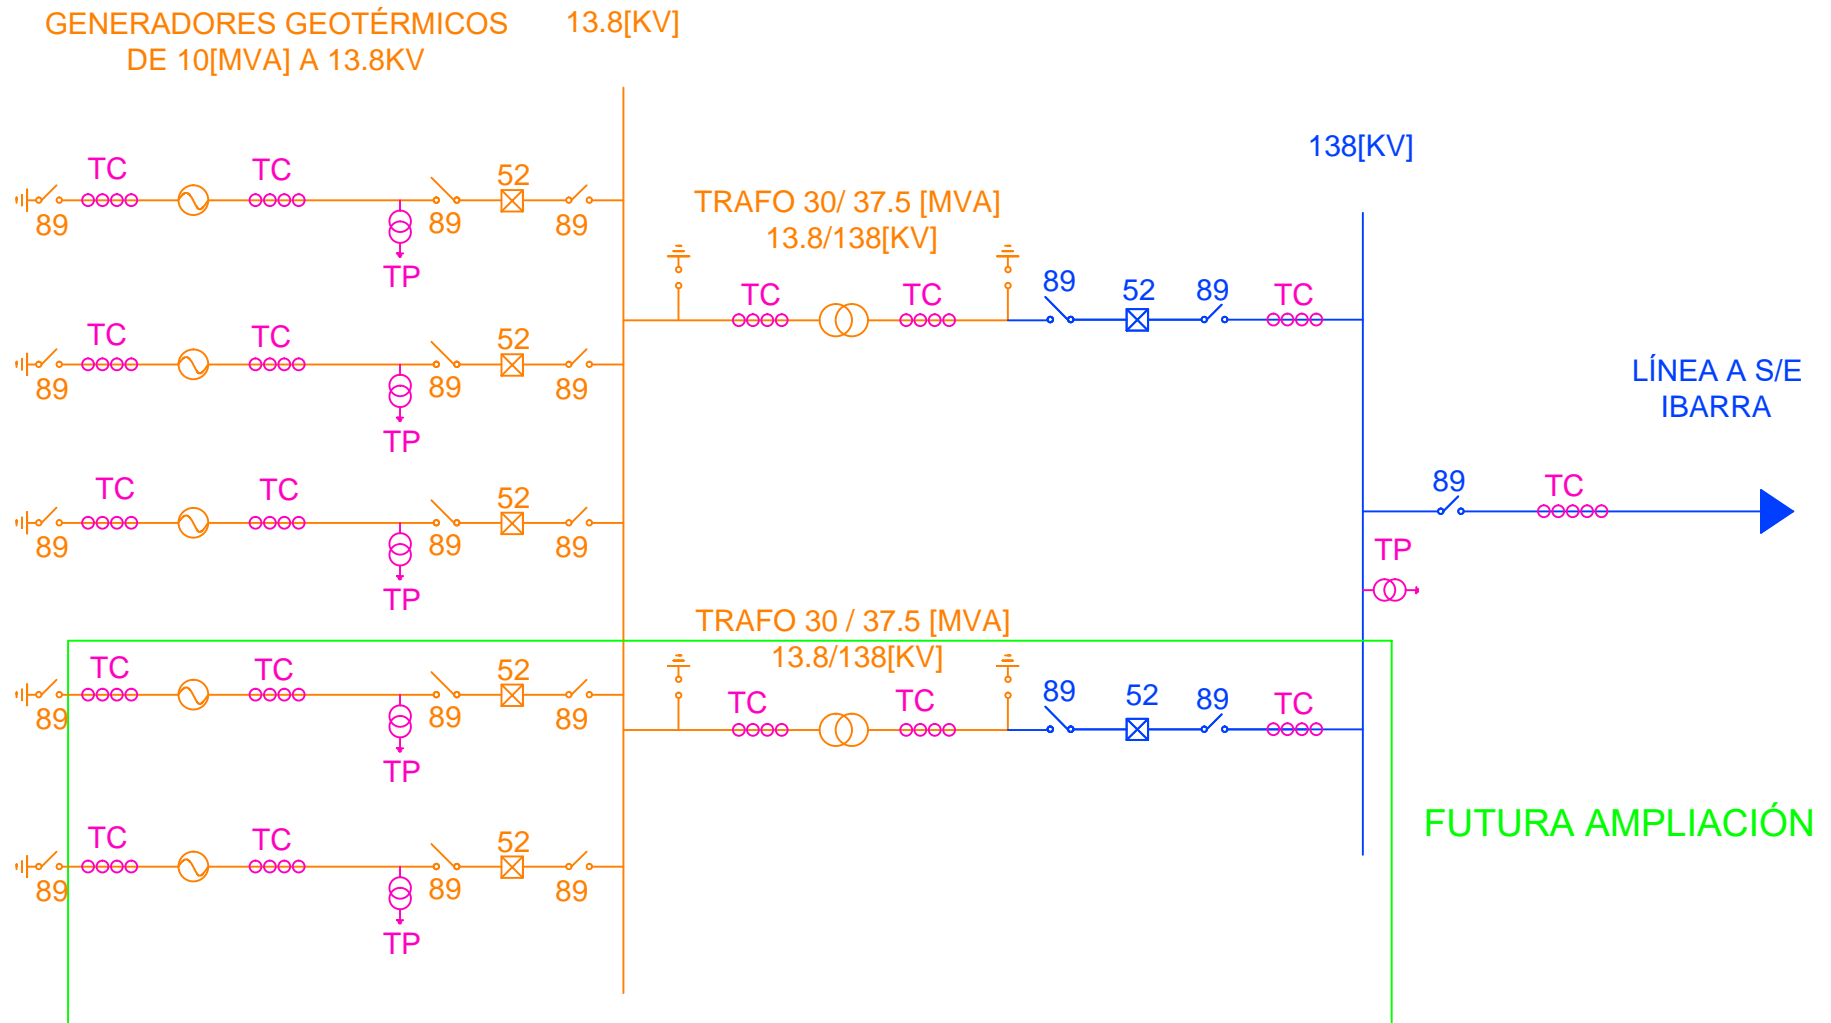 GENERADORES GEOTÉRMICOS
DE 10[MVA] A 13.8KV
13.8[KV]
138[KV]
TC
TC
52
89
89
89
TP
TRAFO 30/ 37.5 [MVA]
13.8/138[KV]
TC
TC
89
52
89
TC
TC
TC
52
89
89
89
TP
LÍNEA A S/E
IBARRA
TC
TC
52
89
89
89
TP
89
TC
TP
TRAFO 30 / 37.5 [MVA]
13.8/138[KV]
TC
TC
52
89
89
89
TP
TC
TC
89
52
89
TC
FUTURA AMPLIACIÓN
TC
TC
52
89
89
89
TP